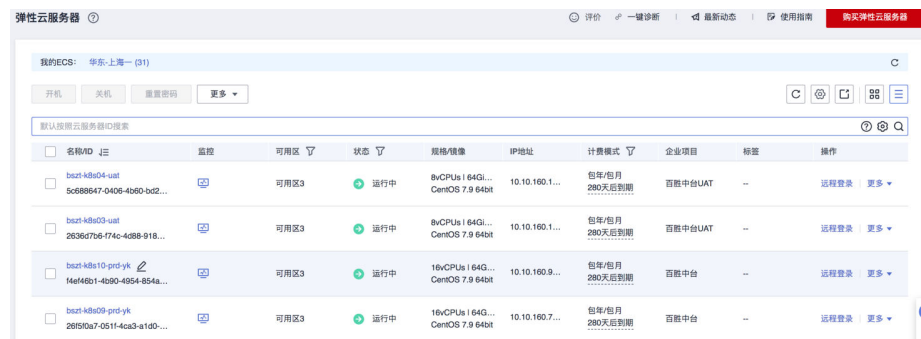 弹性云服务器
评价 一键诊断 最新动态 使用指南 购买弹性云服务器
我的ECS: 华东-上海一 (31)
开机 关机 重置密码 更多
默认按照云服务器ID搜索
名称/ID 监控 可用区 状态 规格/镜像 IP地址 计费模式 企业项目 标签 操作
bszt-k8s04-uat
5c688647-0406-4b60-bd2...
可用区3 运行中
8vCPUs | 64Gi...
CentOS 7.9 64bit
10.10.160.1...
包年/包月
280天后到期
百胜中台UAT -- 远程登录 更多
bszt-k8s03-uat
2636d7b6-f74c-4d88-918...
可用区3 运行中
8vCPUs | 64Gi...
CentOS 7.9 64bit
10.10.160.1...
包年/包月
280天后到期
百胜中台UAT -- 远程登录 更多
bszt-k8s10-prd-yk
f4ef46b1-4b90-4954-854a...
可用区3 运行中
16vCPUs | 64G...
CentOS 7.9 64bit
10.10.160.9...
包年/包月
280天后到期
百胜中台 -- 远程登录 更多
bszt-k8s09-prd-yk
26f5f0a7-051f-4ca3-a1d0-...
可用区3 运行中
16vCPUs | 64G...
CentOS 7.9 64bit
10.10.160.7...
包年/包月
280天后到期
百胜中台 -- 远程登录 更多